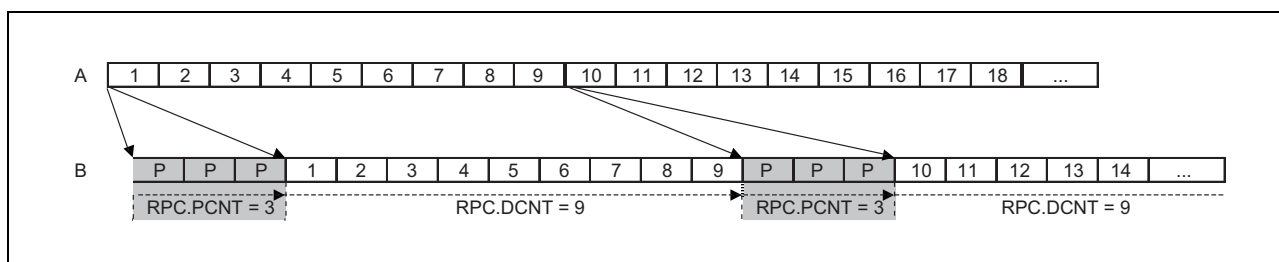 A 1 2 3 4 5 6 7 8 9 10 11 12 13 14 15 16 17 18 ...
B P P P 1 2 3 4 5 6 7 8 9 P P P 10 11 12 13 14 ...
RPC.PCNT = 3 RPC.DCNT = 9 RPC.PCNT = 3 RPC.DCNT = 9